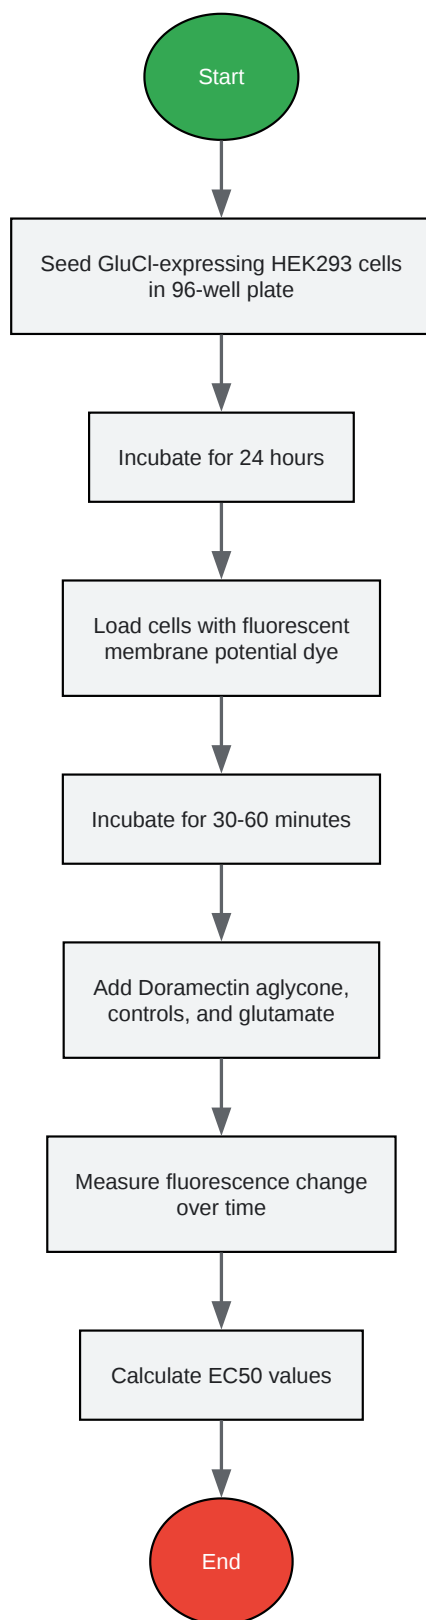 Start
Seed GluCl-expressing HEK293 cells
in 96-well plate
Incubate for 24 hours
Load cells with fluorescent
membrane potential dye
Incubate for 30-60 minutes
Add Doramectin aglycone,
controls, and glutamate
Measure fluorescence change
over time
Calculate EC50 values
End